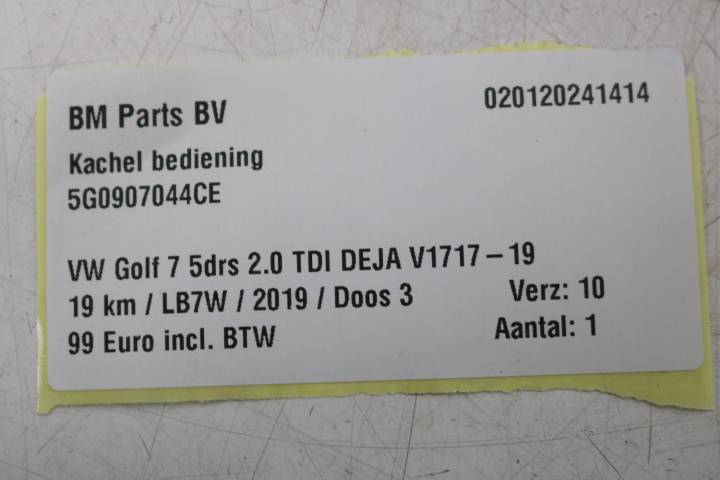 BM Parts BV 020120241414
Kachel bediening
5G0907044CE
VW Golf 7 5drs 2.0 TDI DEJA V1717-19
19 km / LB7W / 2019 / Doos 3 Verz: 10
99 Euro incl. BTW Aantal: 1